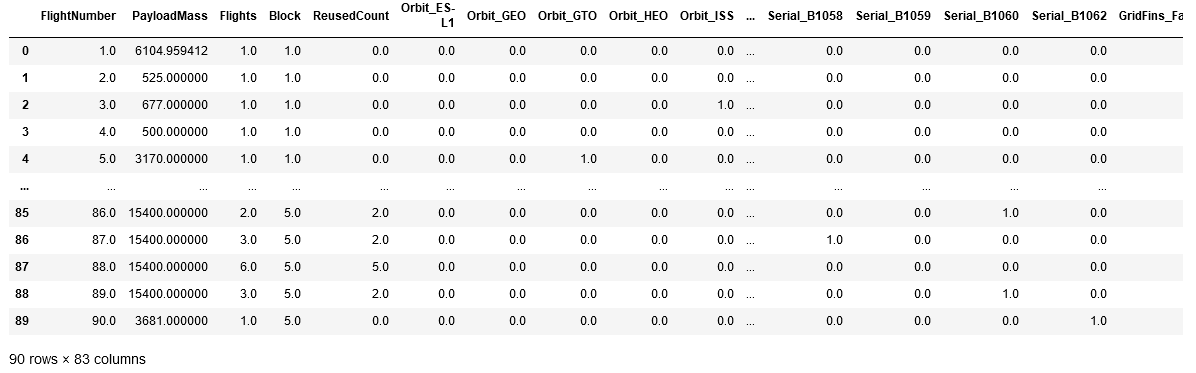 FlightNumber PayloadMass Flights Block ReusedCount Orbit_ES-L1 Orbit_GEO Orbit_GTO Orbit_HEO Orbit_ISS ... Serial_B1058 Serial_B1059 Serial_B1060 Serial_B1062 GridFins_Fa
0 1.0 6104.959412 1.0 1.0 0.0 0.0 0.0 0.0 0.0 0.0 ... 0.0 0.0 0.0 0.0
1 2.0 525.000000 1.0 1.0 0.0 0.0 0.0 0.0 0.0 0.0 ... 0.0 0.0 0.0 0.0
2 3.0 677.000000 1.0 1.0 0.0 0.0 0.0 0.0 0.0 1.0 ... 0.0 0.0 0.0 0.0
3 4.0 500.000000 1.0 1.0 0.0 0.0 0.0 0.0 0.0 0.0 ... 0.0 0.0 0.0 0.0
4 5.0 3170.000000 1.0 1.0 0.0 0.0 0.0 1.0 0.0 0.0 ... 0.0 0.0 0.0 0.0
... ... ... ... ... ... ... ... ... ... ... ... ... ... ... ...
85 86.0 15400.000000 2.0 5.0 2.0 0.0 0.0 0.0 0.0 0.0 ... 0.0 0.0 1.0 0.0
86 87.0 15400.000000 3.0 5.0 2.0 0.0 0.0 0.0 0.0 0.0 ... 1.0 0.0 0.0 0.0
87 88.0 15400.000000 6.0 5.0 5.0 0.0 0.0 0.0 0.0 0.0 ... 0.0 0.0 0.0 0.0
88 89.0 15400.000000 3.0 5.0 2.0 0.0 0.0 0.0 0.0 0.0 ... 0.0 0.0 1.0 0.0
89 90.0 3681.000000 1.0 5.0 0.0 0.0 0.0 0.0 0.0 0.0 ... 0.0 0.0 0.0 1.0
90 rows × 83 columns